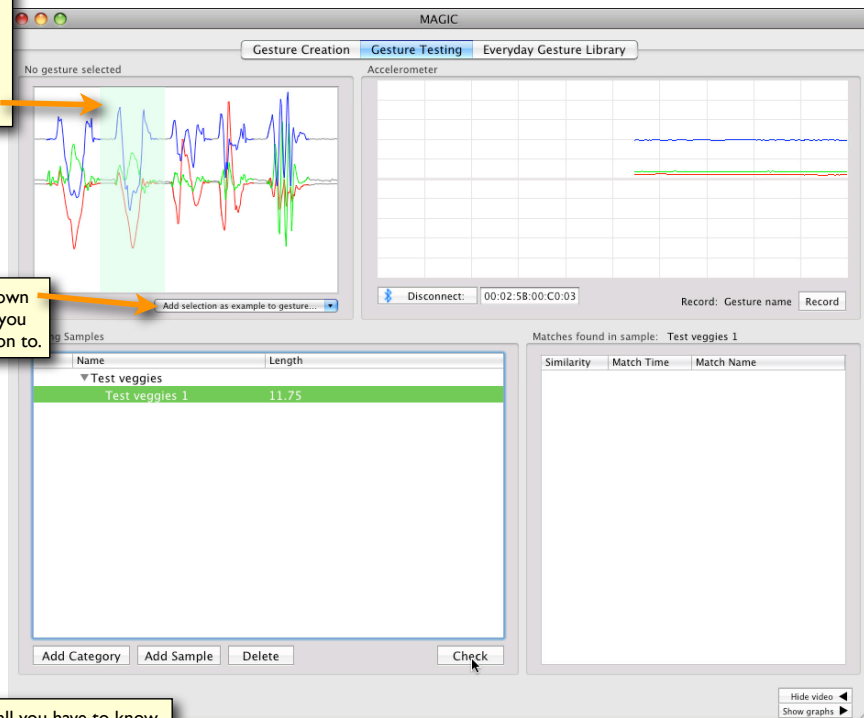 MAGIC
Gesture Creation Gesture Testing Everyday Gesture Library
No gesture selected
Accelerometer
Add selection as example to gesture...
Disconnect: 00:02:5B:00:C0:03
Record: Gesture name Record
own
you
on to.
Samples
Name Length
Test veggies
Test veggies 1 11.75
Matches found in sample: Test veggies 1
Similarity Match Time Match Name
Add Category Add Sample Delete Check
Hide video
Show graphs
all you have to know